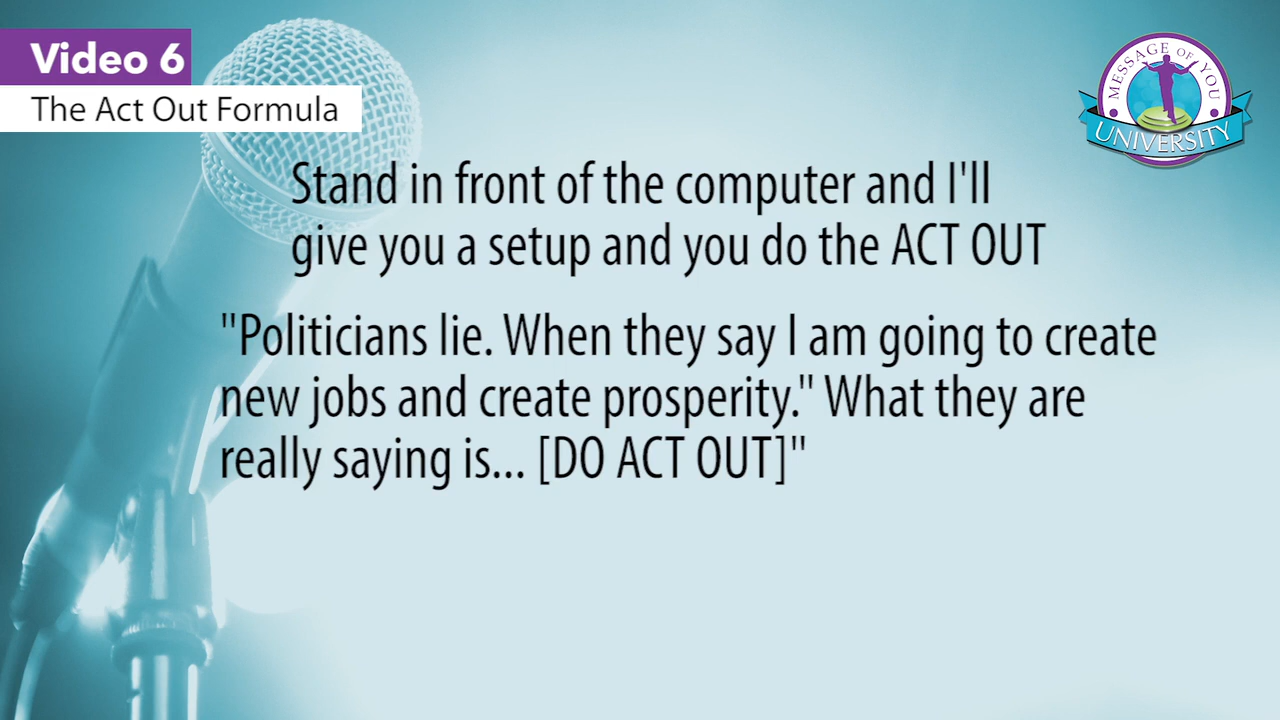 Video 6
The Act Out Formula
MESSAGE OF YOU
UNIVERSITY
Stand in front of the computer and I'll
give you a setup and you do the ACT OUT
"Politicians lie. When they say I am going to create
new jobs and create prosperity." What they are
really saying is... [DO ACT OUT]"